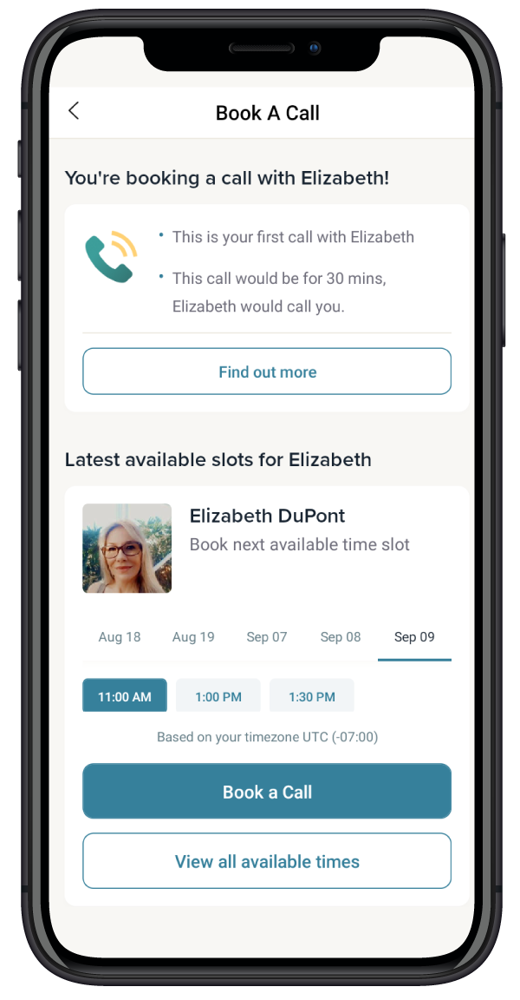 Book A Call
You're booking a call with Elizabeth!
• This is your first call with Elizabeth
• This call would be for 30 mins,
Elizabeth would call you.
Find out more
Latest available slots for Elizabeth
Elizabeth DuPont
Book next available time slot
Aug 18 Aug 19 Sep 07 Sep 08 Sep 09
11:00 AM 1:00 PM 1:30 PM
Based on your timezone UTC (-07:00)
Book a Call
View all available times